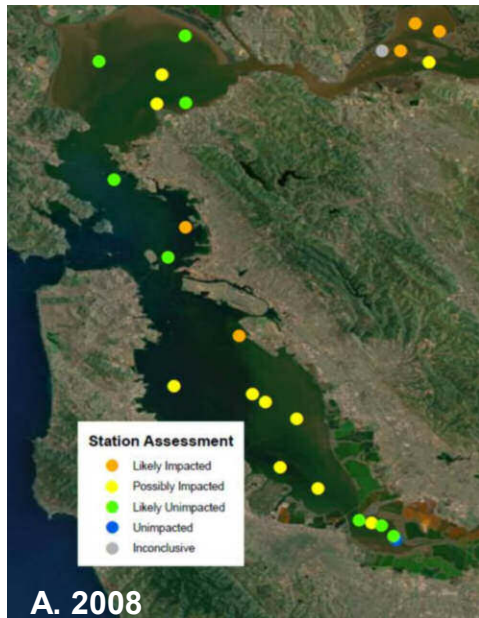 Station Assessment
Likely Impacted
Possibly Impacted
Likely Unimpacted
Unimpacted
Inconclusive
A. 2008